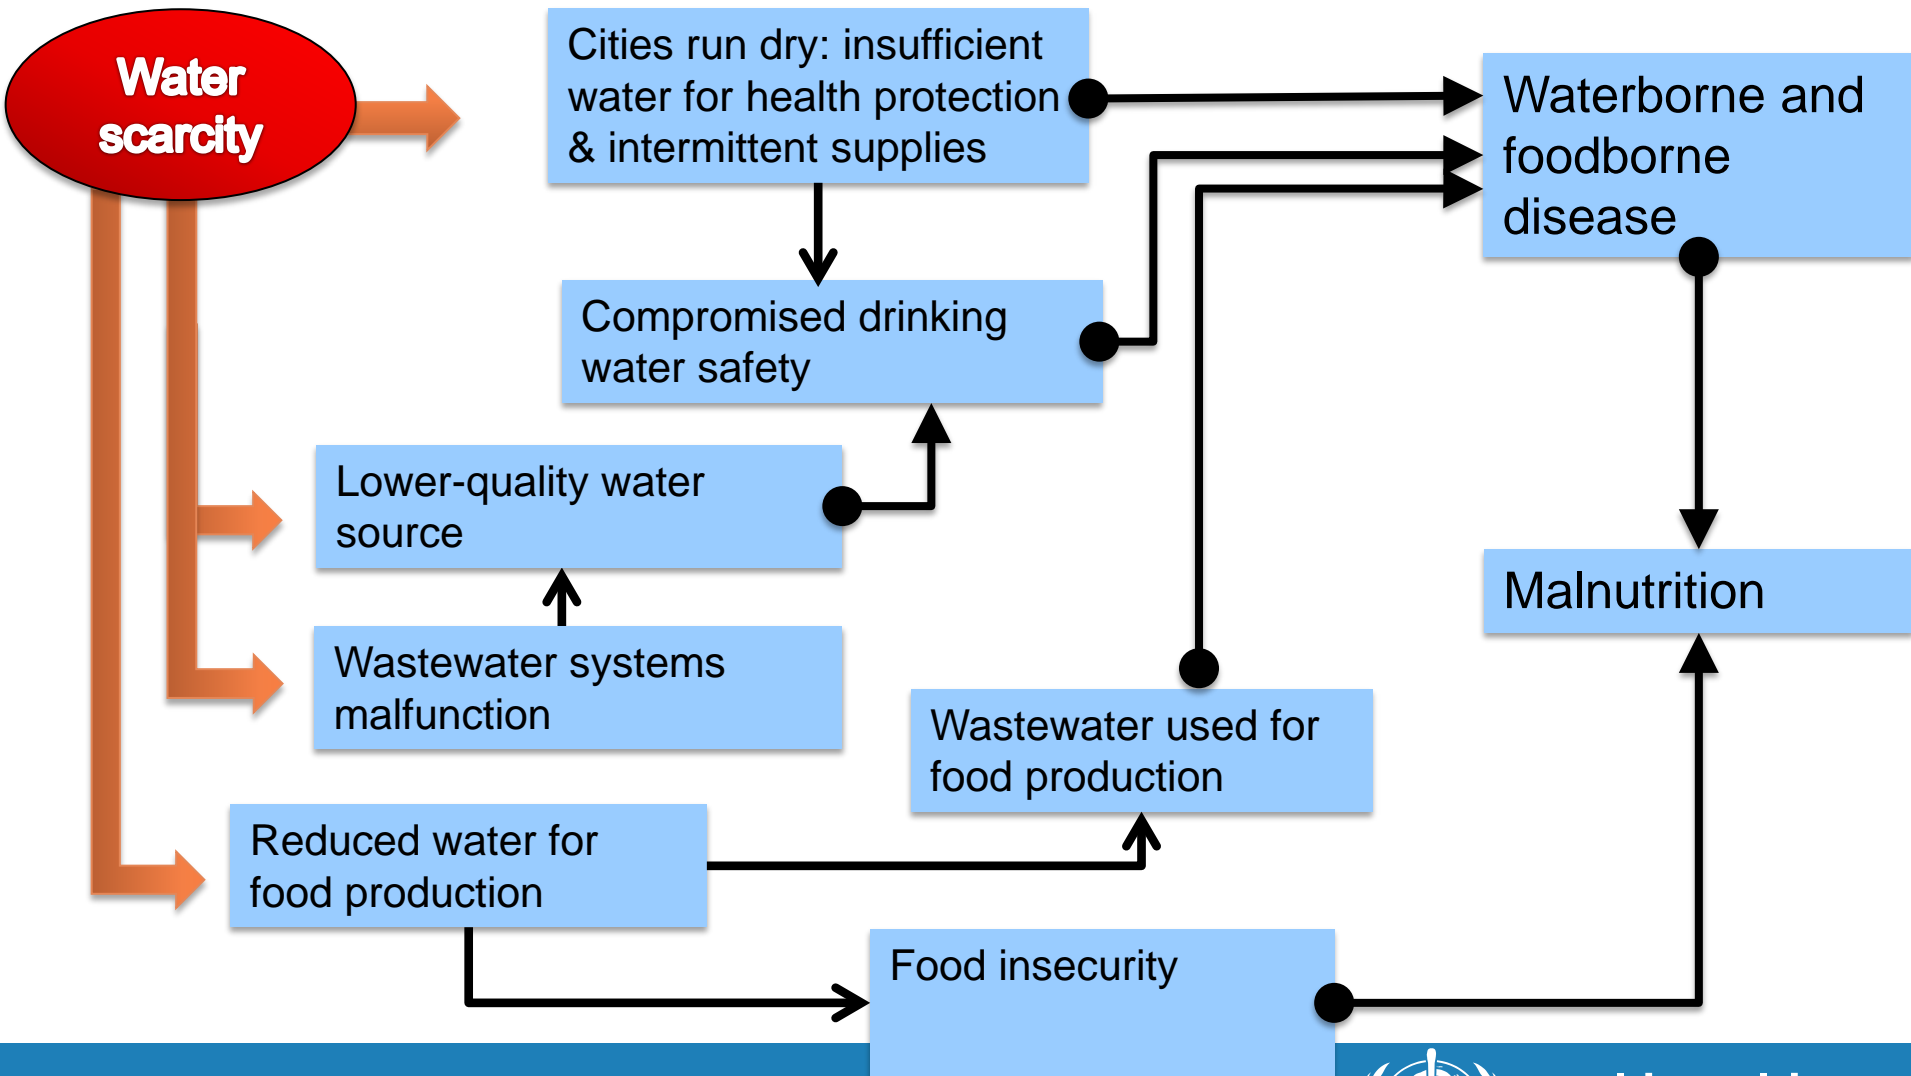 Water
scarcity
Cities run dry: insufficient
water for health protection
& intermittent supplies
Waterborne and
foodborne
disease
Compromised drinking
water safety
Lower-quality water
source
Malnutrition
Wastewater systems
malfunction
Wastewater used for
food production
Reduced water for
food production
Food insecurity